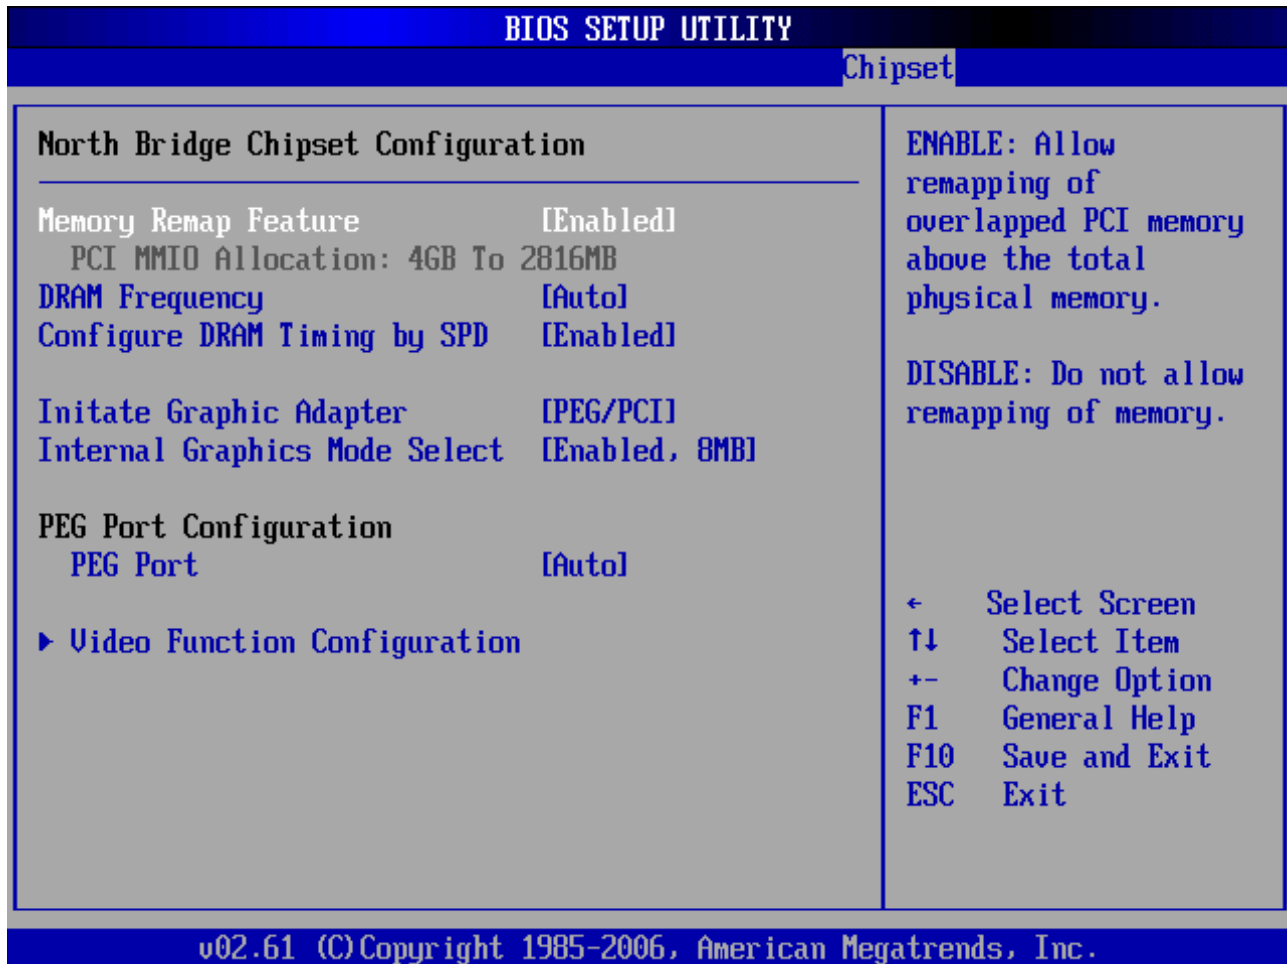 BIOS SETUP UTILITY
Chipset
North Bridge Chipset Configuration
Memory Remap Feature [Enabled]
PCI MMIO Allocation: 4GB To 2816MB
DRAM Frequency [Auto]
Configure DRAM Timing by SPD [Enabled]
Initate Graphic Adapter [PEG/PCI]
Internal Graphics Mode Select [Enabled, 8MB]
PEG Port Configuration
PEG Port [Auto]
▶ Video Function Configuration
ENABLE: Allow
remapping of
overlapped PCI memory
above the total
physical memory.
DISABLE: Do not allow
remapping of memory.
← Select Screen
↑↓ Select Item
+- Change Option
F1 General Help
F10 Save and Exit
ESC Exit
v02.61 (C)Copyright 1985-2006, American Megatrends, Inc.